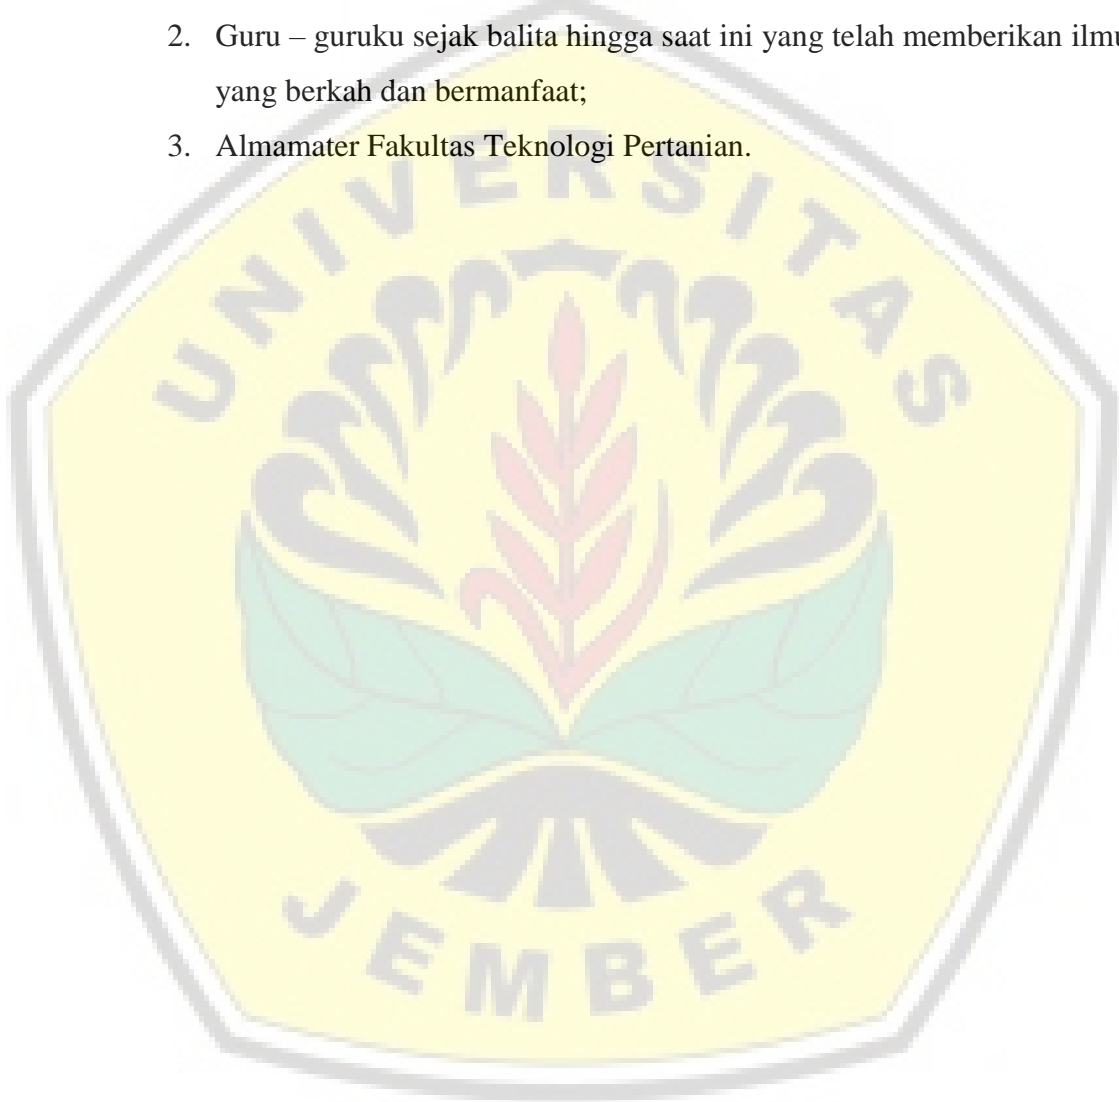 2. Guru – guruku sejak balita hingga saat ini yang telah memberikan ilmu
yang berkah dan bermanfaat;
3. Almamater Fakultas Teknologi Pertanian.
UNIVERSITAS
JEMBER